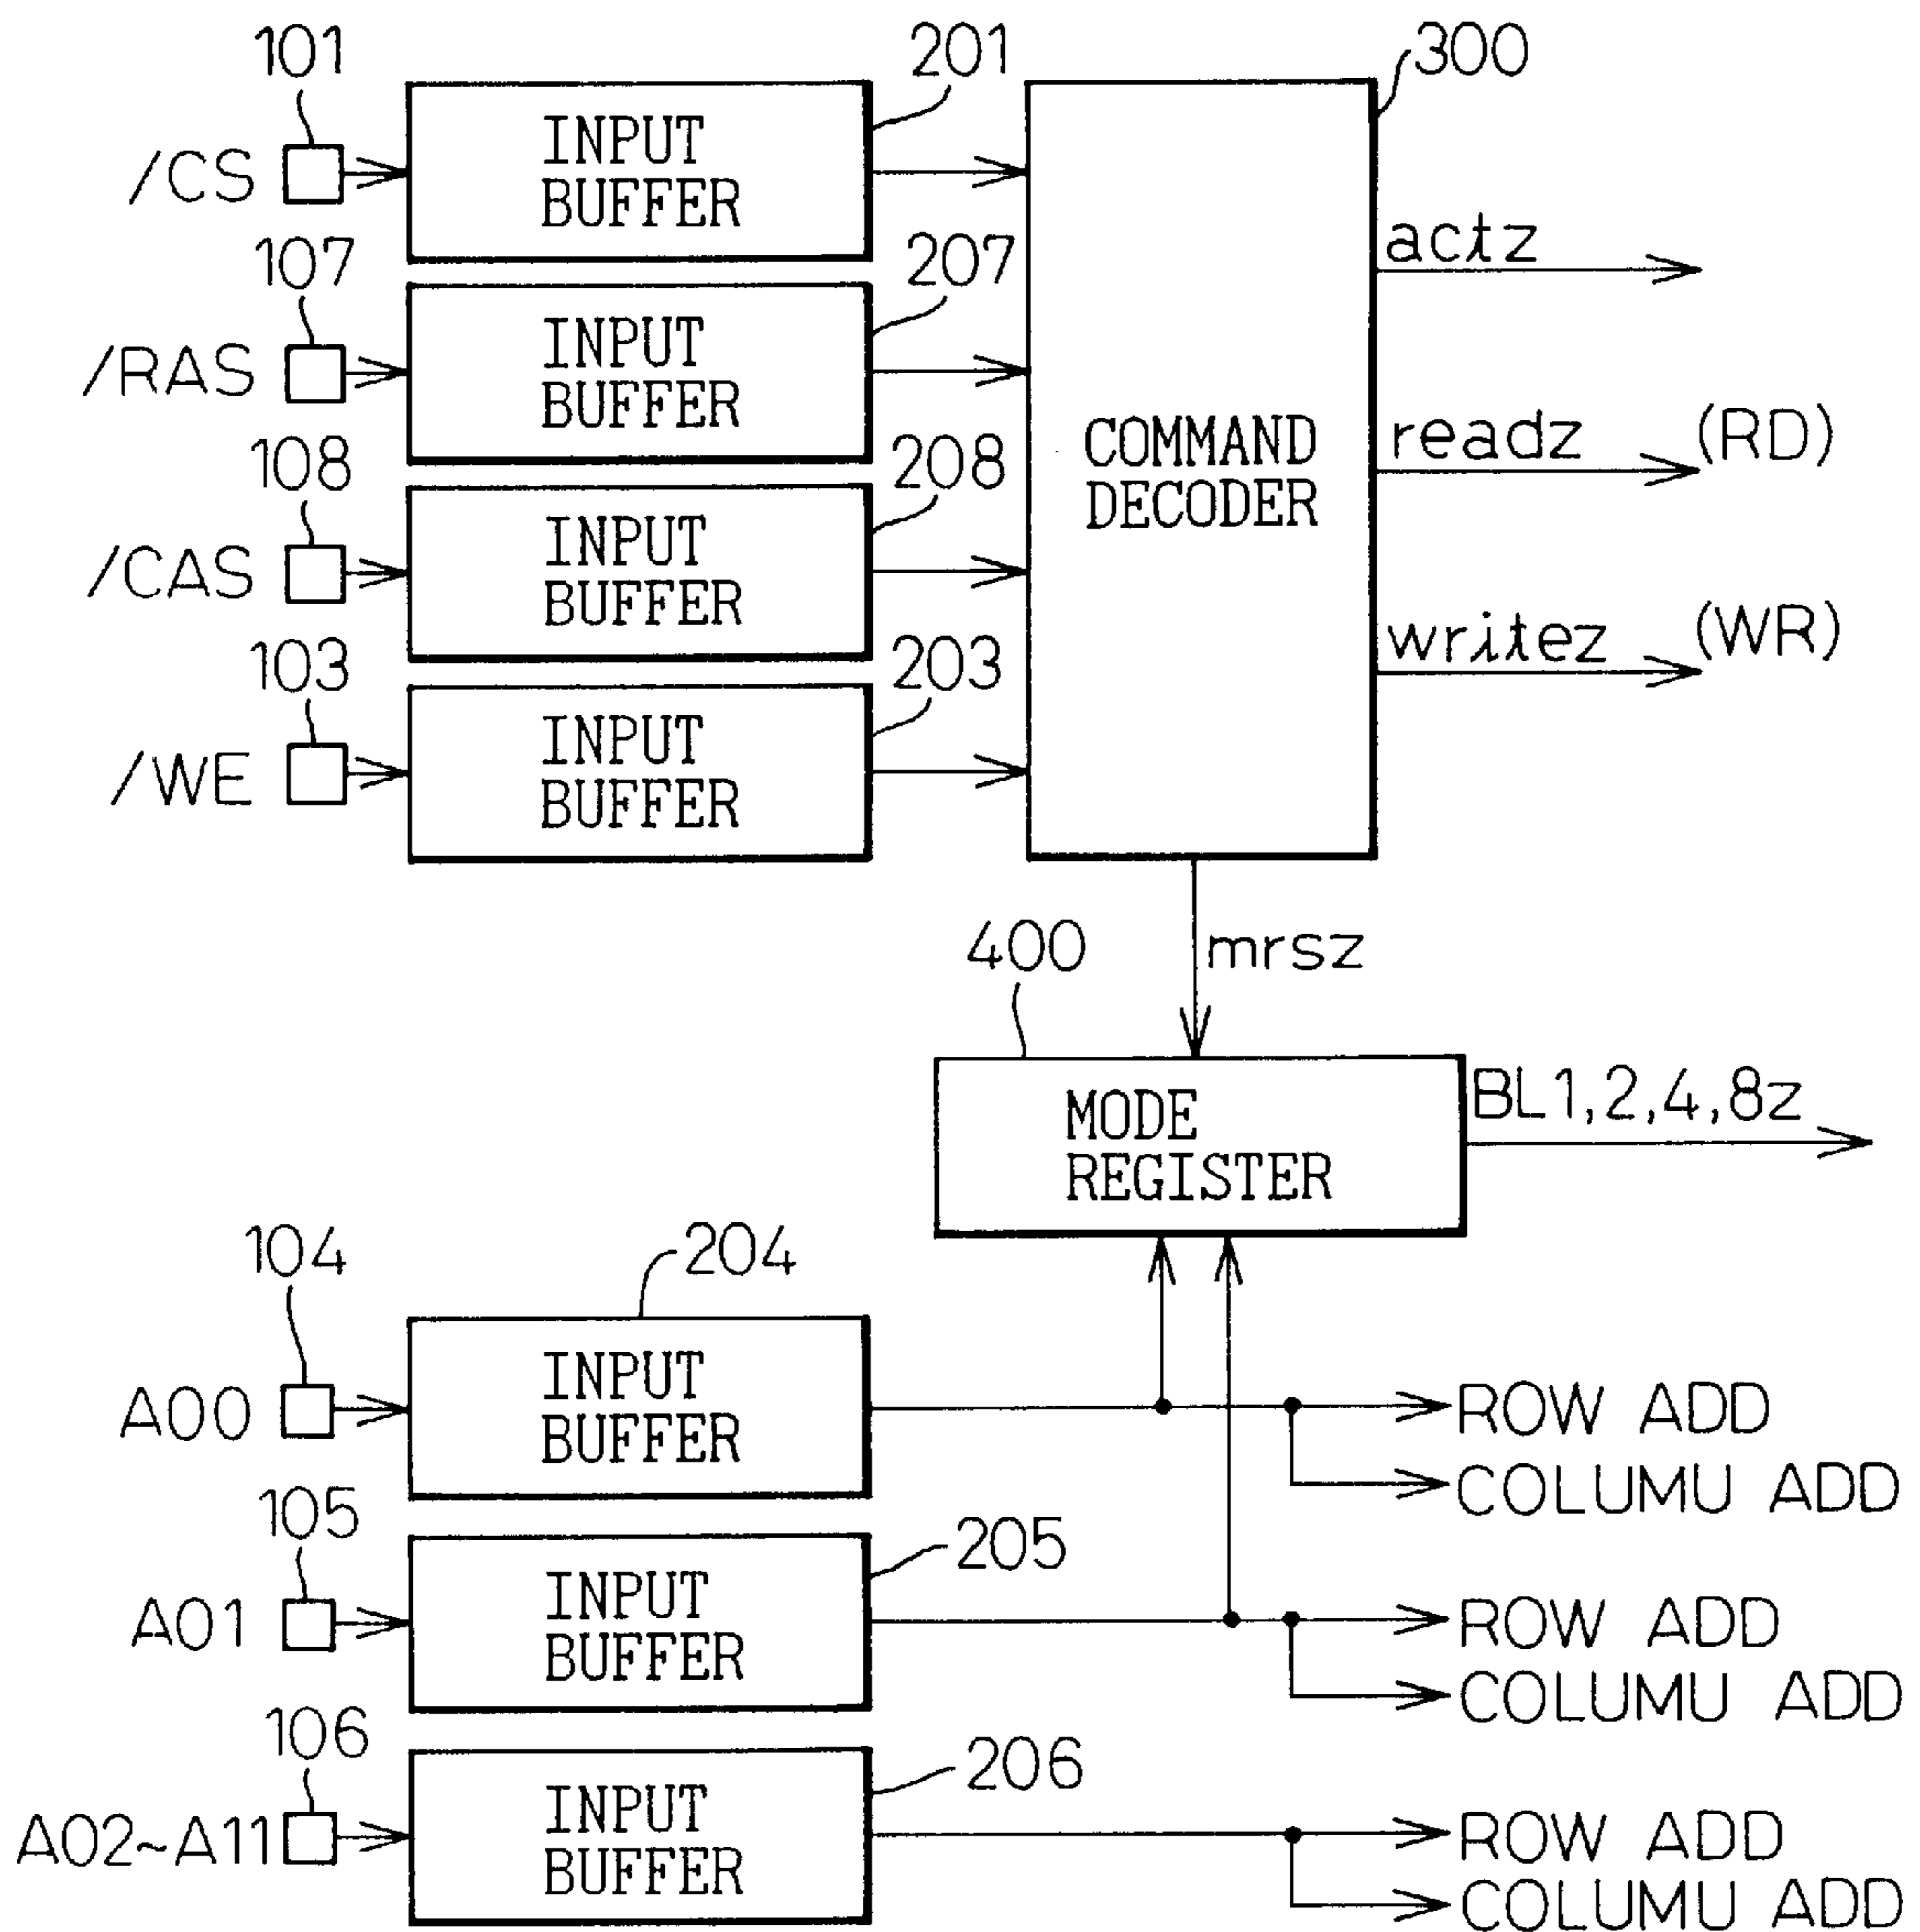 101
201
300
/CS
INPUT
BUFFER
actz
107
207
/RAS
INPUT
BUFFER
COMMAND
DECODER
readz
(RD)
108
208
/CAS
INPUT
BUFFER
writez
(WR)
103
203
/WE
INPUT
BUFFER
400
mrsz
MODE
REGISTER
BL1,2,4,8z
104
204
A00
INPUT
BUFFER
ROW ADD
COLUMU ADD
105
205
A01
INPUT
BUFFER
ROW ADD
COLUMU ADD
106
206
A02~A11
INPUT
BUFFER
ROW ADD
COLUMU ADD